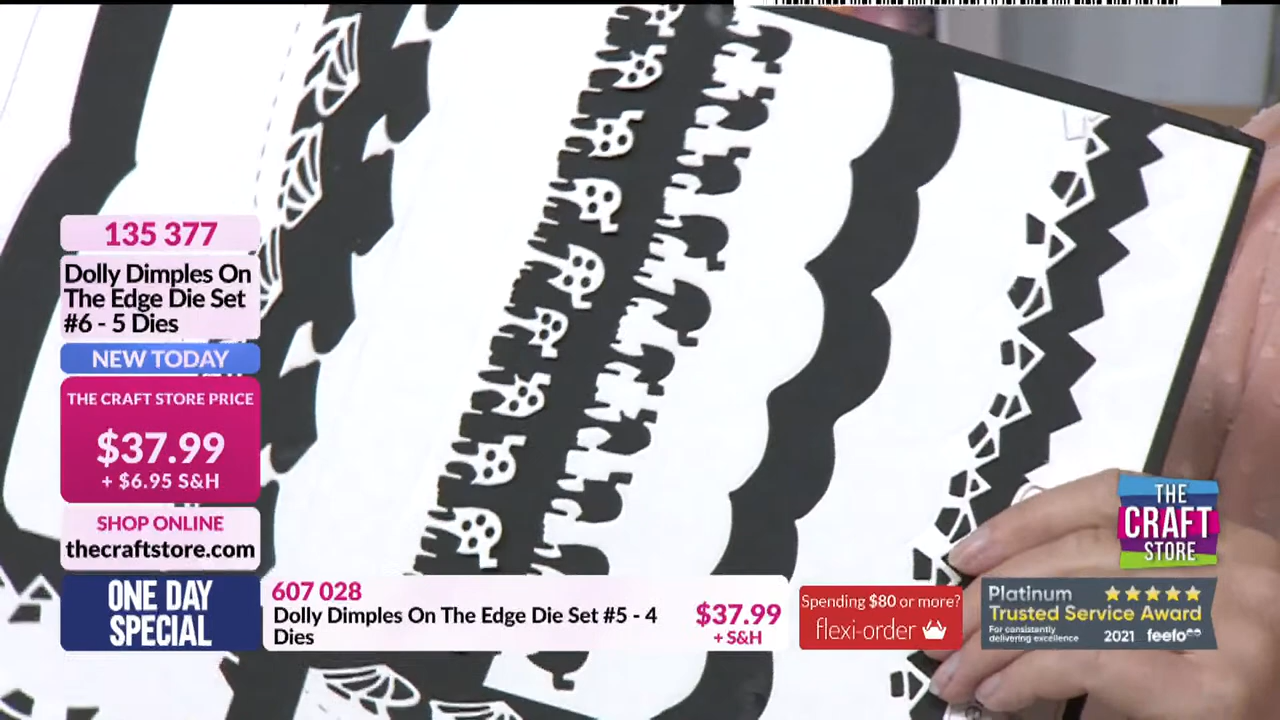 135 377
Dolly Dimples On
The Edge Die Set
#6 - 5 Dies
NEW TODAY
THE CRAFT STORE PRICE
$37.99
+ $6.95 S&H
SHOP ONLINE
thecraftstore.com
ONE DAY
SPECIAL
607 028
Dolly Dimples On The Edge Die Set #5 - 4
Dies
$37.99
+ S&H
Spending $80 or more?
flexi-order
THE
CRAFT
STORE
Platinum
Trusted Service Award
For consistently
delivering excellence
2021 feefo